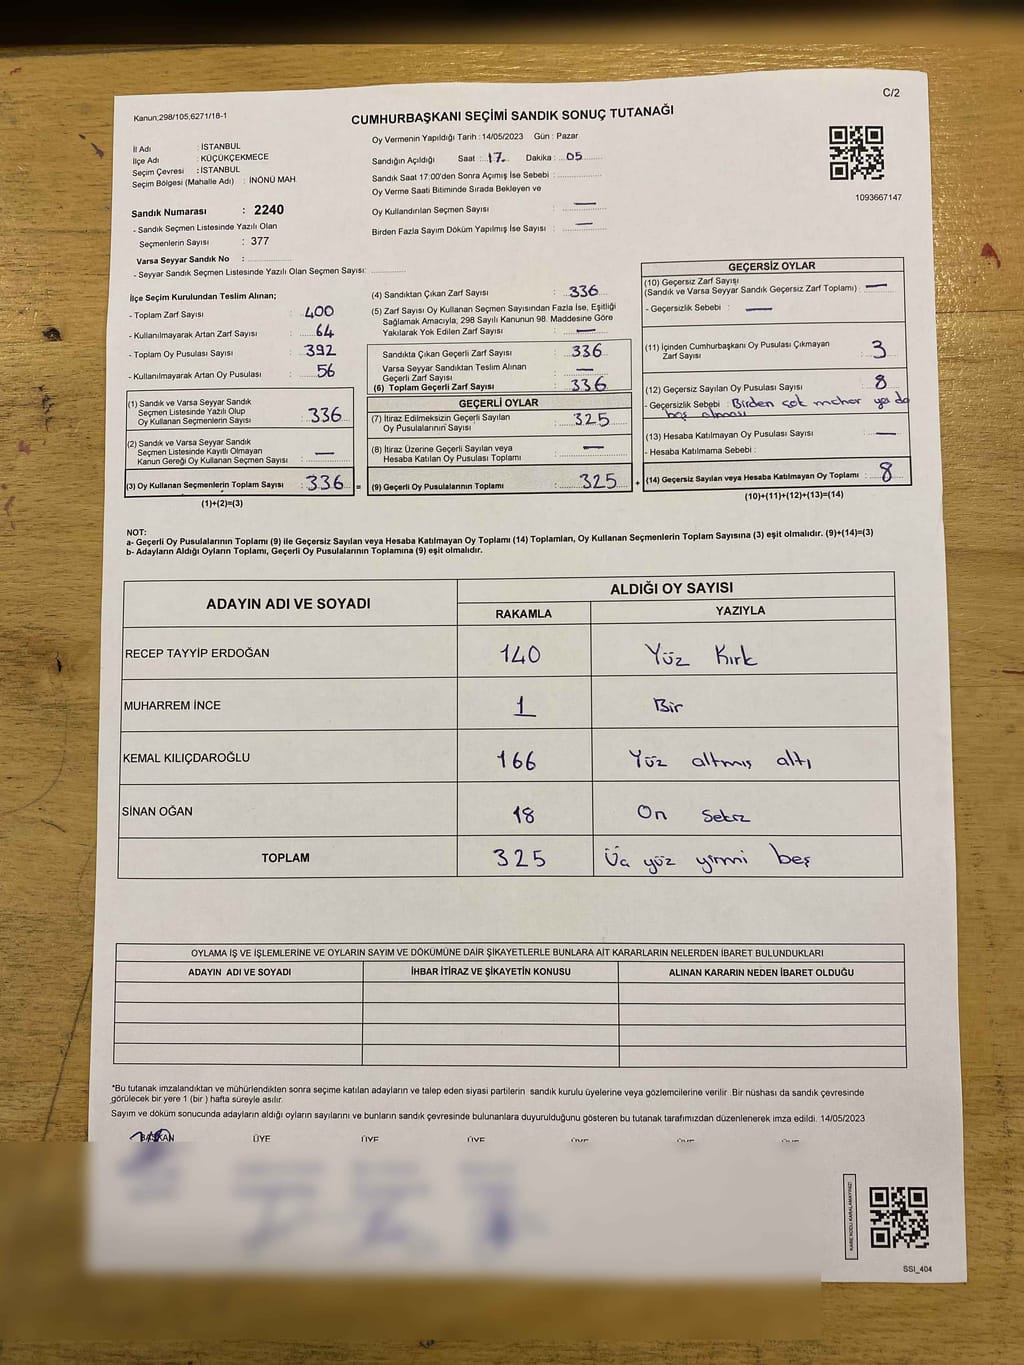 C/2
Kanun,298/105,6271/18-1
CUMHURBAŞKANI SEÇİMİ SANDIK SONUÇ TUTANAĞI
İl Adı : İSTANBUL
İlçe Adı : KÜÇÜKÇEKMECE
Seçim Çevresi : İSTANBUL
Seçim Bölgesi (Mahalle Adı) : İNÖNÜ MAH.
Oy Vermenin Yapıldığı Tarih : 14/05/2023 Gün : Pazar
Sandığın Açıldığı Saat : 17 Dakika : 05
Sandık Saat 17:00'den Sonra Açımış İse Sebebi :
Oy Verme Saati Bitiminde Sırada Bekleyen ve
Oy Kullandırılan Seçmen Sayısı : —
Birden Fazla Sayım Döküm Yapılmış İse Sayısı : —
1093667147
Sandık Numarası : 2240
- Sandık Seçmen Listesinde Yazılı Olan
Seçmenlerin Sayısı : 377
Varsa Seyyar Sandık No :
- Seyyar Sandık Seçmen Listesinde Yazılı Olan Seçmen Sayısı:
İlçe Seçim Kurulundan Teslim Alınan;
- Toplam Zarf Sayısı : 400
- Kullanılmayarak Artan Zarf Sayısı : 64
- Toplam Oy Pusulası Sayısı : 392
- Kullanılmayarak Artan Oy Pusulası : 56
(1) Sandık ve Varsa Seyyar Sandık
Seçmen Listesinde Yazılı Olup
Oy Kullanan Seçmenlerin Sayısı : 336
(2) Sandık ve Varsa Seyyar Sandık
Seçmen Listesinde Kayıtlı Olmayan
Kanun Gereği Oy Kullanan Seçmen Sayısı : —
(3) Oy Kullanan Seçmenlerin Toplam Sayısı : 336 =
(1)+(2)=(3)
(4) Sandıktan Çıkan Zarf Sayısı : 336
(5) Zarf Sayısı Oy Kullanan Seçmen Sayısından Fazla İse, Eşitliği
Sağlamak Amacıyla, 298 Sayılı Kanunun 98. Maddesine Göre
Yakılarak Yok Edilen Zarf Sayısı : —
Sandıkta Çıkan Geçerli Zarf Sayısı : 336
Varsa Seyyar Sandıktan Teslim Alınan
Geçerli Zarf Sayısı : —
(6) Toplam Geçerli Zarf Sayısı : 336
GEÇERLİ OYLAR
(7) İtiraz Edilmeksizin Geçerli Sayılan
Oy Pusulalarının Sayısı : 325
(8) İtiraz Üzerine Geçerli Sayılan veya
Hesaba Katılan Oy Pusulası Toplamı : —
(9) Geçerli Oy Pusulalarının Toplamı : 325 +
GEÇERSİZ OYLAR
(10) Geçersiz Zarf Sayısı
(Sandık ve Varsa Seyyar Sandık Geçersiz Zarf Toplamı) : —
- Geçersizlik Sebebi : —
(11) İçinden Cumhurbaşkanı Oy Pusulası Çıkmayan
Zarf Sayısı : 3
(12) Geçersiz Sayılan Oy Pusulası Sayısı : 8
- Geçersizlik Sebebi : Birden çok mühür ya da
boş olması
(13) Hesaba Katılmayan Oy Pusulası Sayısı : —
- Hesaba Katılmama Sebebi :
(14) Geçersiz Sayılan veya Hesaba Katılmayan Oy Toplamı : 8
(10)+(11)+(12)+(13)=(14)
NOT:
a- Geçerli Oy Pusulalarının Toplamı (9) ile Geçersiz Sayılan veya Hesaba Katılmayan Oy Toplamı (14) Toplamları, Oy Kullanan Seçmenlerin Toplam Sayısına (3) eşit olmalıdır. (9)+(14)=(3)
b- Adayların Aldığı Oyların Toplamı, Geçerli Oy Pusulalarının Toplamına (9) eşit olmalıdır.
ADAYIN ADI VE SOYADI
ALDIĞI OY SAYISI
RAKAMLA YAZIYLA
RECEP TAYYİP ERDOĞAN 140 Yüz Kırk
MUHARREM İNCE 1 Bir
KEMAL KILIÇDAROĞLU 166 Yüz altmış altı
SİNAN OĞAN 18 On Sekiz
TOPLAM 325 Üç yüz yirmi beş
OYLAMA İŞ VE İŞLEMLERİNE VE OYLARIN SAYIM VE DÖKÜMÜNE DAİR ŞİKAYETLERLE BUNLARA AİT KARARLARIN NELERDEN İBARET BULUNDUKLARI
ADAYIN ADI VE SOYADI İHBAR İTİRAZ VE ŞİKAYETİN KONUSU ALINAN KARARIN NEDEN İBARET OLDUĞU
*Bu tutanak imzalandıktan ve mühürlendikten sonra seçime katılan adayların ve talep eden siyasi partilerin sandık kurulu üyelerine veya gözlemcilerine verilir. Bir nüshası da sandık çevresinde
görülecek bir yere 1 (bir ) hafta süreyle asılır.
Sayım ve döküm sonucunda adayların aldığı oyların sayılarını ve bunların sandık çevresinde bulunanlara duyurulduğunu gösteren bu tutanak tarafımızdan düzenlenerek imza edildi. 14/05/2023
BAŞKAN ÜYE ÜYE ÜYE
KARE KODU KARALAMAYINIZ!
SSI_404